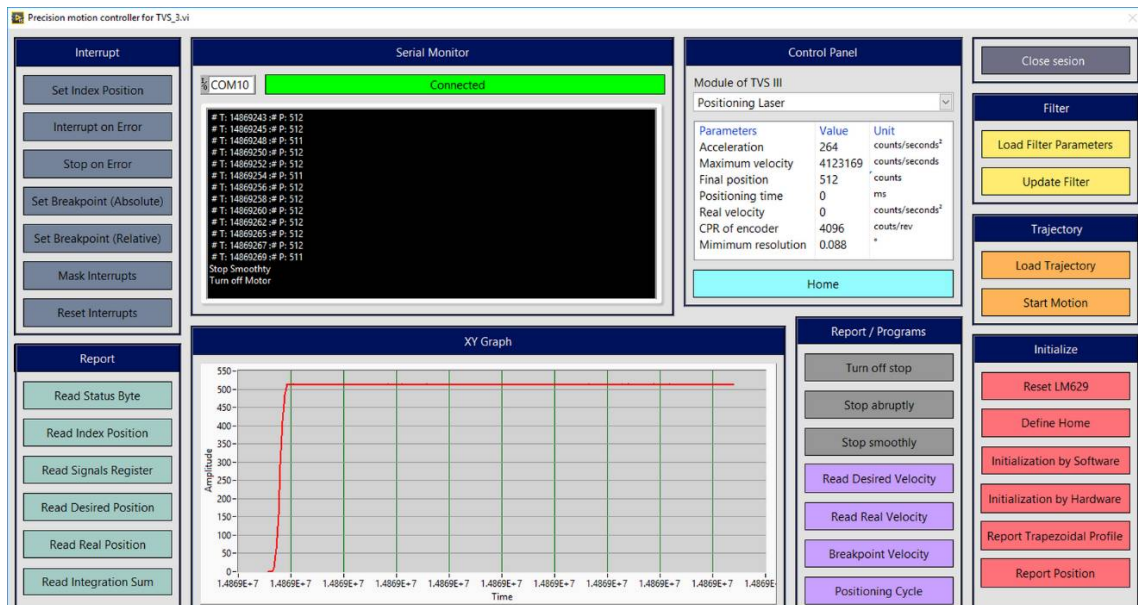 Precision motion controller for TVS_3.vi
Interrupt
Set Index Position
Interrupt on Error
Stop on Error
Set Breakpoint (Absolute)
Set Breakpoint (Relative)
Mask Interrupts
Reset Interrupts
Report
Read Status Byte
Read Index Position
Read Signals Register
Read Desired Position
Read Real Position
Read Integration Sum
Serial Monitor
COM10
Connected
# T: 14869243 :# P: 512
# T: 14869245 :# P: 512
# T: 14869248 :# P: 511
# T: 14869250 :# P: 512
# T: 14869252 :# P: 512
# T: 14869254 :# P: 511
# T: 14869256 :# P: 512
# T: 14869258 :# P: 512
# T: 14869260 :# P: 512
# T: 14869262 :# P: 512
# T: 14869265 :# P: 512
# T: 14869267 :# P: 512
# T: 14869269 :# P: 511
Stop Smoothty
Turn off Motor
XY Graph
550
500
450
400
350
300
250
200
150
100
50
0
Amplitude
1.4869E+7 1.4869E+7 1.4869E+7 1.4869E+7 1.4869E+7 1.4869E+7 1.4869E+7 1.4869E+7 1.4869E+7 1.4869E+7 1.4869E+
Time
Control Panel
Module of TVS III
Positioning Laser
Parameters Value Unit
Acceleration 264 counts/seconds²
Maximum velocity 4123169 counts/seconds
Final position 512 counts
Positioning time 0 ms
Real velocity 0 counts/seconds²
CPR of encoder 4096 couts/rev
Mimimum resolution 0.088 °
Home
Report / Programs
Turn off stop
Stop abruptly
Stop smoothly
Read Desired Velocity
Read Real Velocity
Breakpoint Velocity
Positioning Cycle
Close sesion
Filter
Load Filter Parameters
Update Filter
Trajectory
Load Trajectory
Start Motion
Initialize
Reset LM629
Define Home
Initialization by Software
Initialization by Hardware
Report Trapezoidal Profile
Report Position